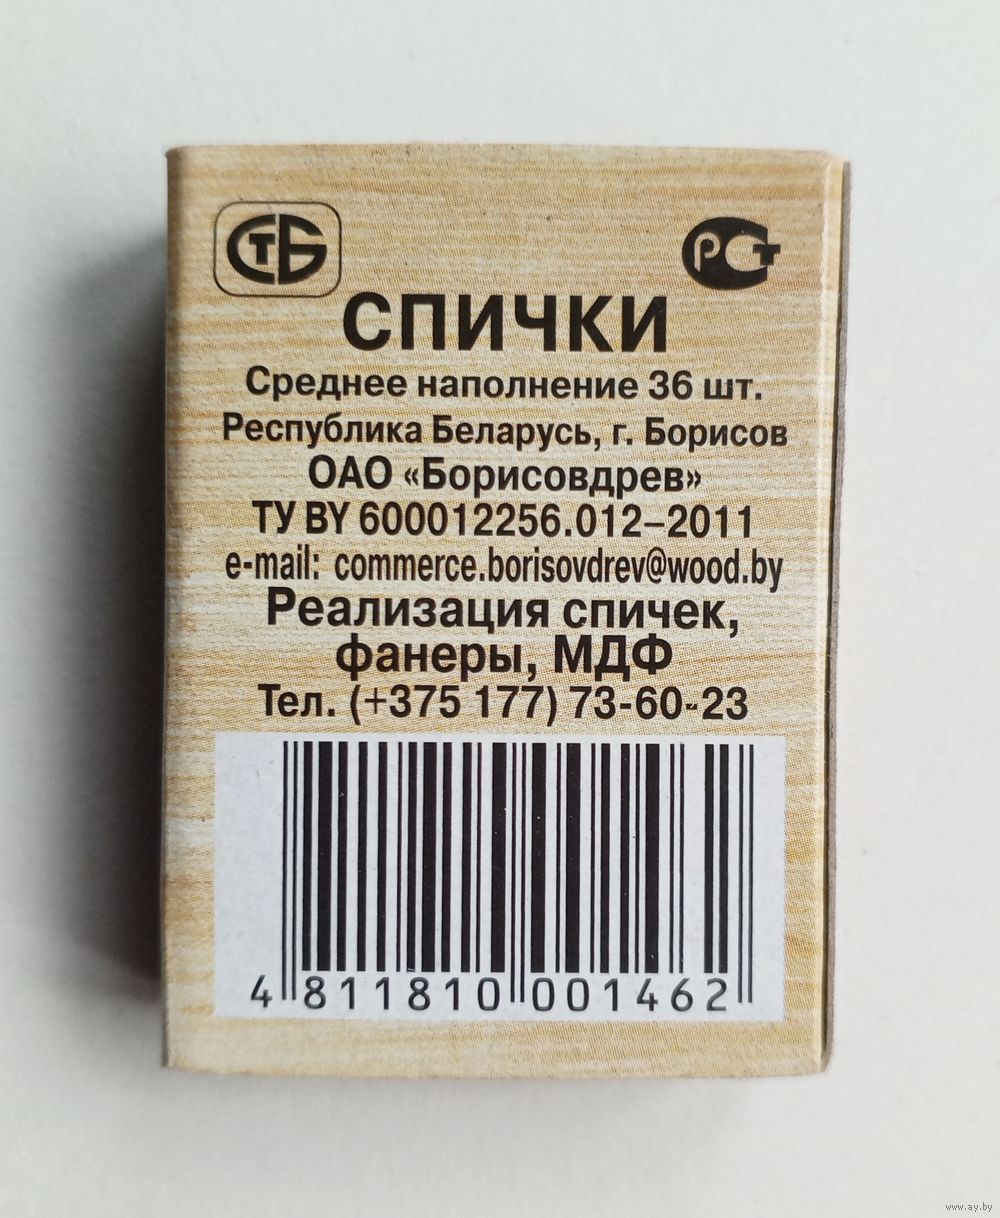 СТБ
РСТ
СПИЧКИ
Среднее наполнение 36 шт.
Республика Беларусь, г. Борисов
ОАО «Борисовдрев»
ТУ BY 600012256.012–2011
e-mail: commerce.borisovdrev@wood.by
Реализация спичек,
фанеры, МДФ
Тел. (+375 177) 73-60-23
4 811810 001462
www.ay.by